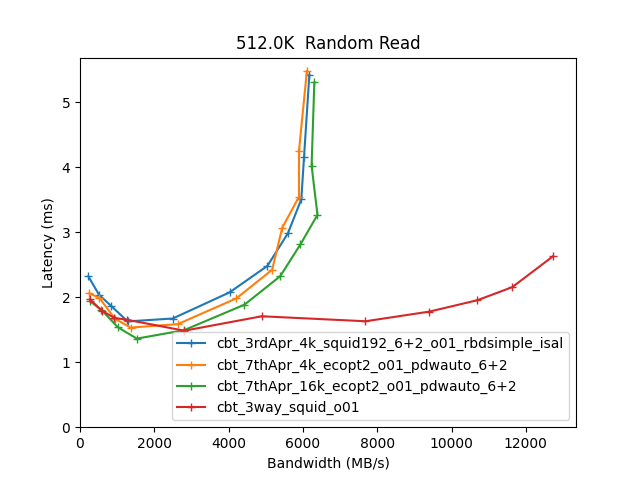 512.0K  Random Read
Latency (ms)
5
4
3
2
1
0
cbt_3rdApr_4k_squid192_6+2_o01_rbdsimple_isal
cbt_7thApr_4k_ecopt2_o01_pdwauto_6+2
cbt_7thApr_16k_ecopt2_o01_pdwauto_6+2
cbt_3way_squid_o01
0 2000 4000 6000 8000 10000 12000
Bandwidth (MB/s)